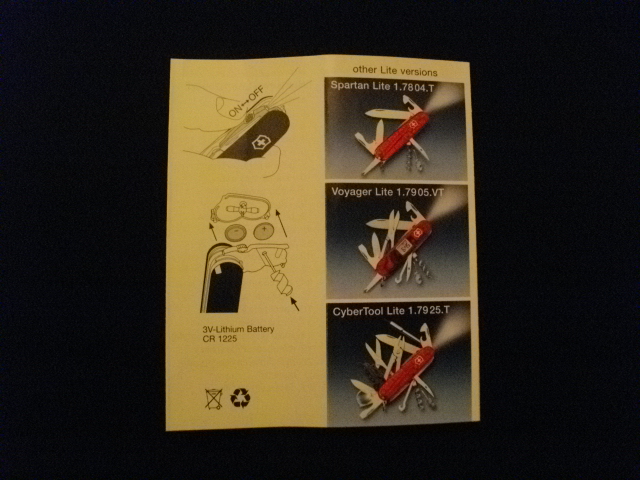 ON↔OFF
3V-Lithium Battery
CR 1225
other Lite versions
Spartan Lite 1.7804.T
Voyager Lite 1.7905.VT
CyberTool Lite 1.7925.T